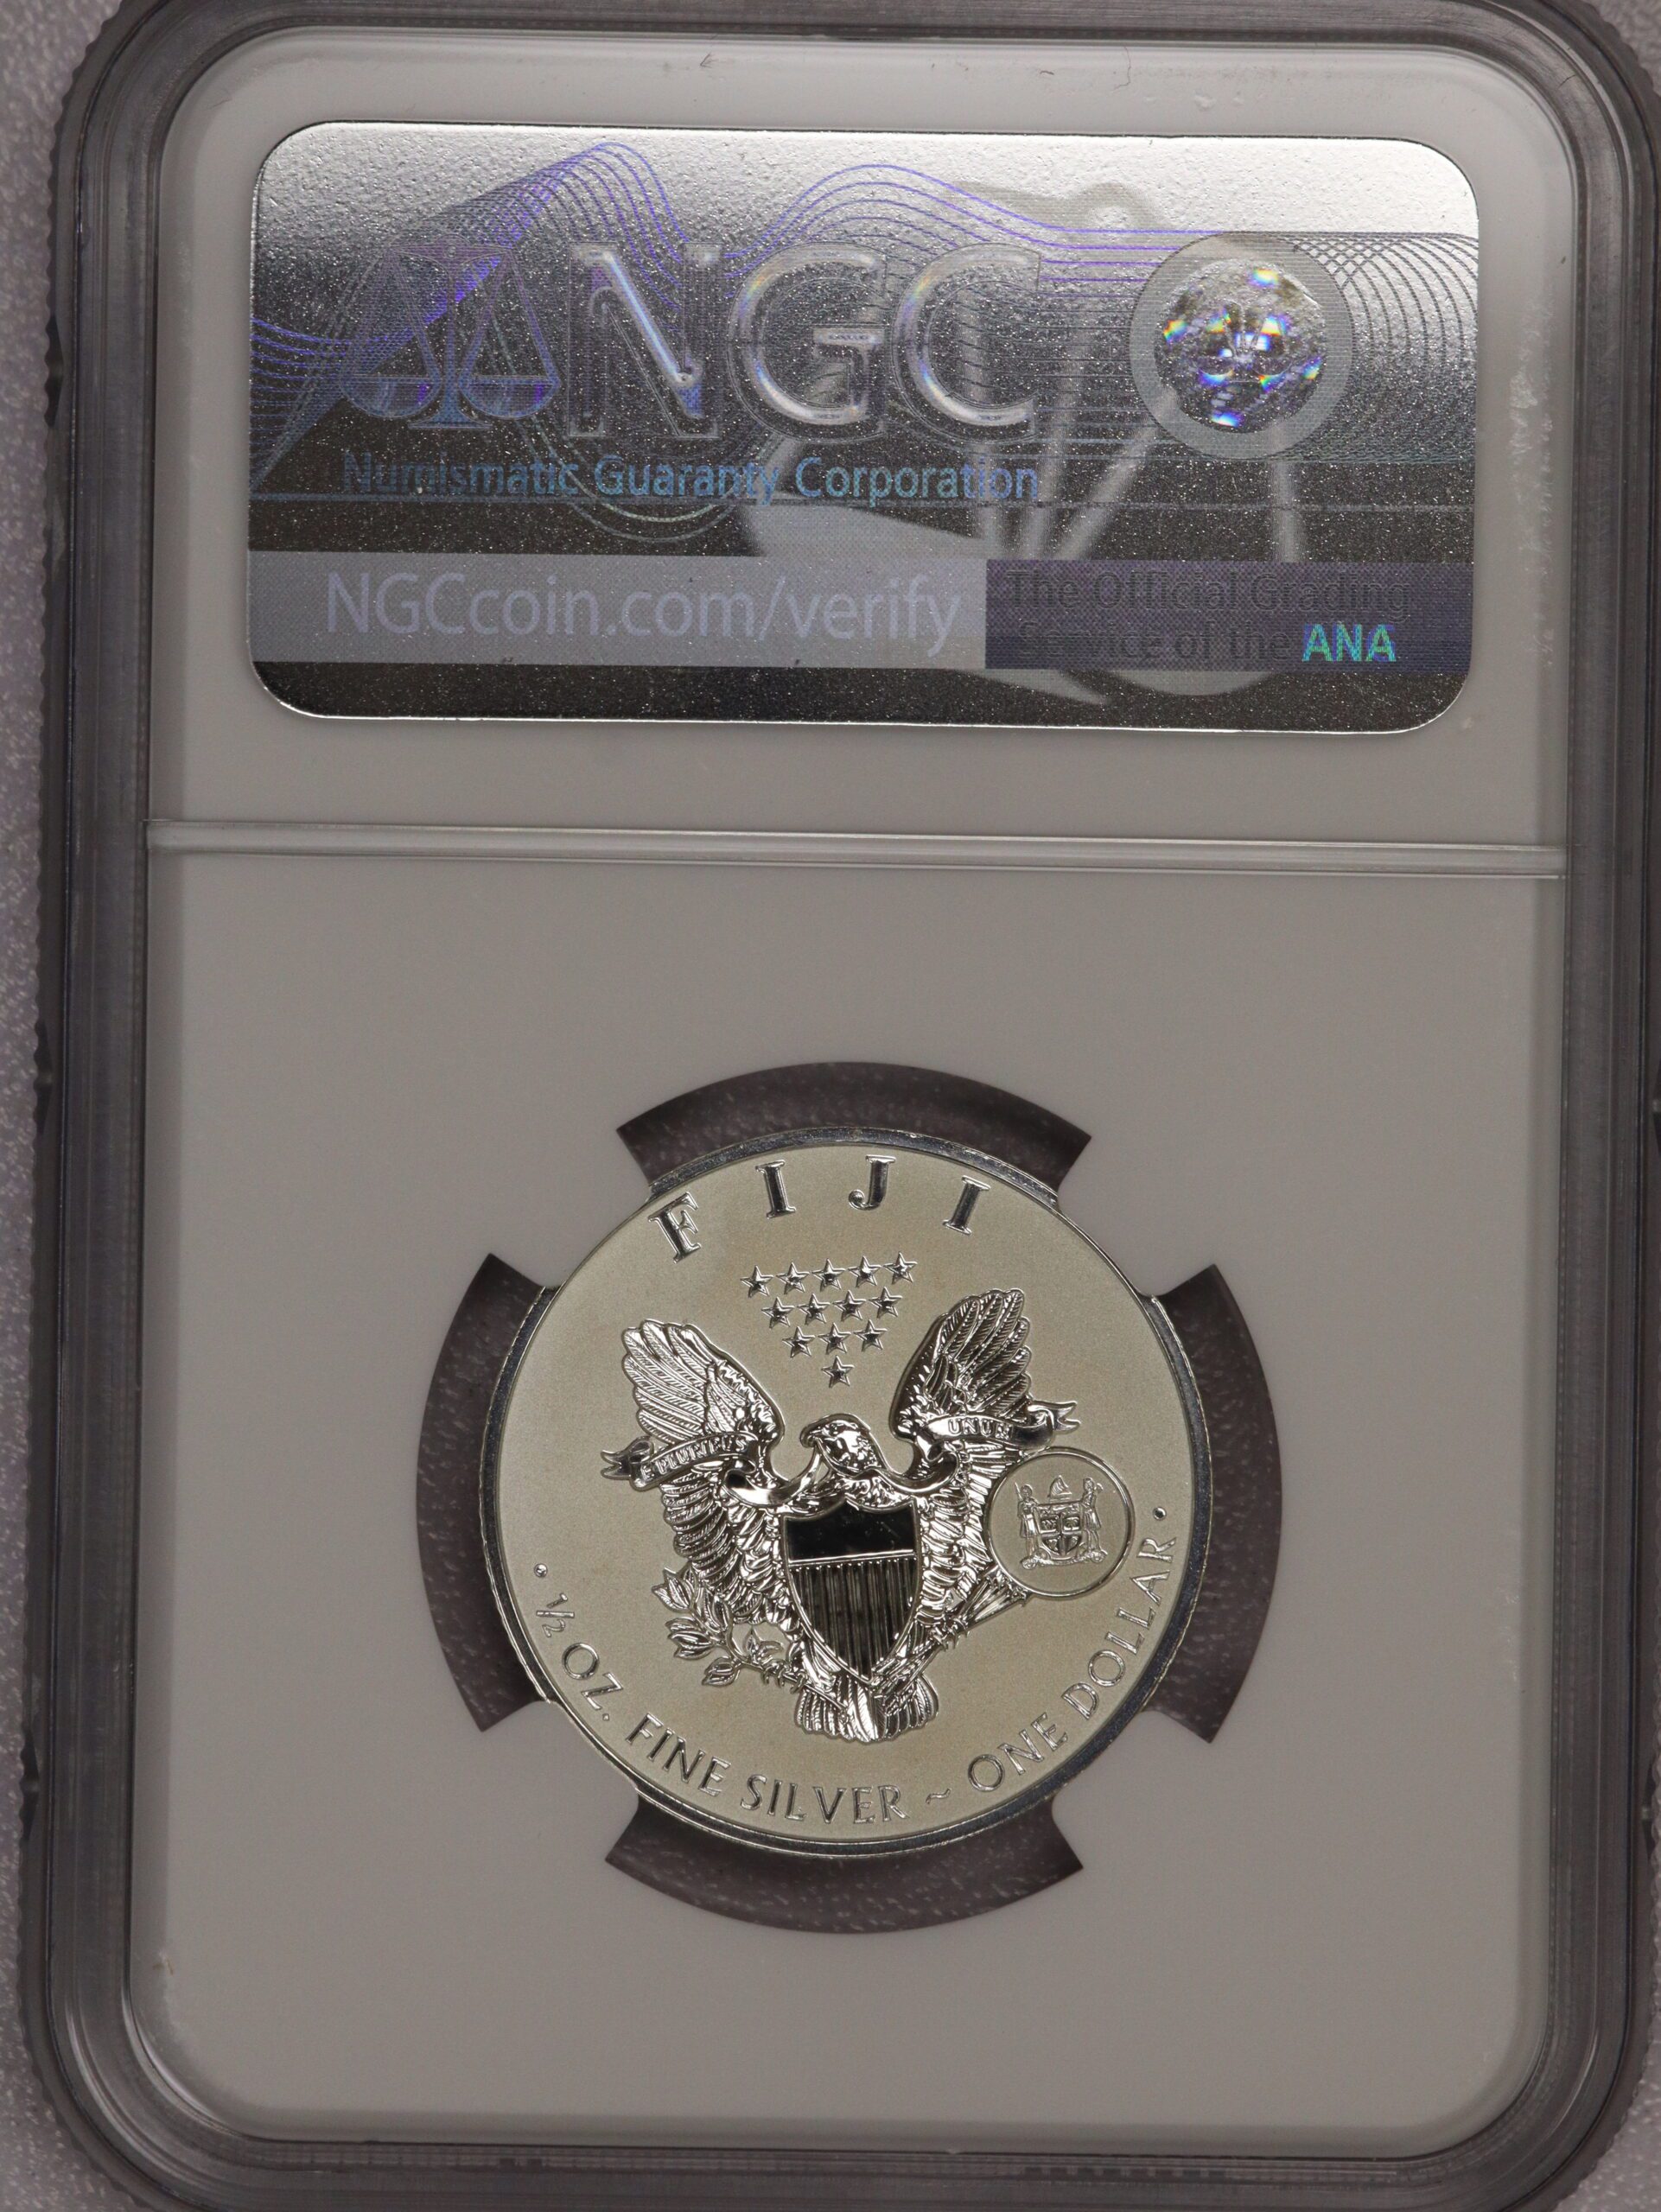 NGC
Numismatic Guaranty Corporation
NGCcoin.com/verify
The Official Grading
Service of the ANA
FIJI
E PLURIBUS
UNUM
· ½ OZ. FINE SILVER ~ ONE DOLLAR ·